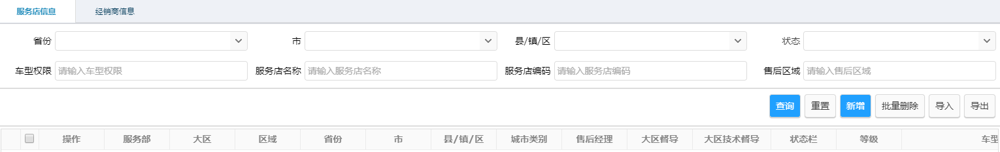 服务店信息 经销商信息
省份 市 县/镇/区 状态
车型权限 请输入车型权限 服务店名称 请输入服务店名称 服务店编码 请输入服务店编码 售后区域 请输入售后区域
查询 重置 新增 批量删除 导入 导出
操作 服务部 大区 区域 省份 市 县/镇/区 城市类别 售后经理 大区督导 大区技术督导 状态栏 等级 车型